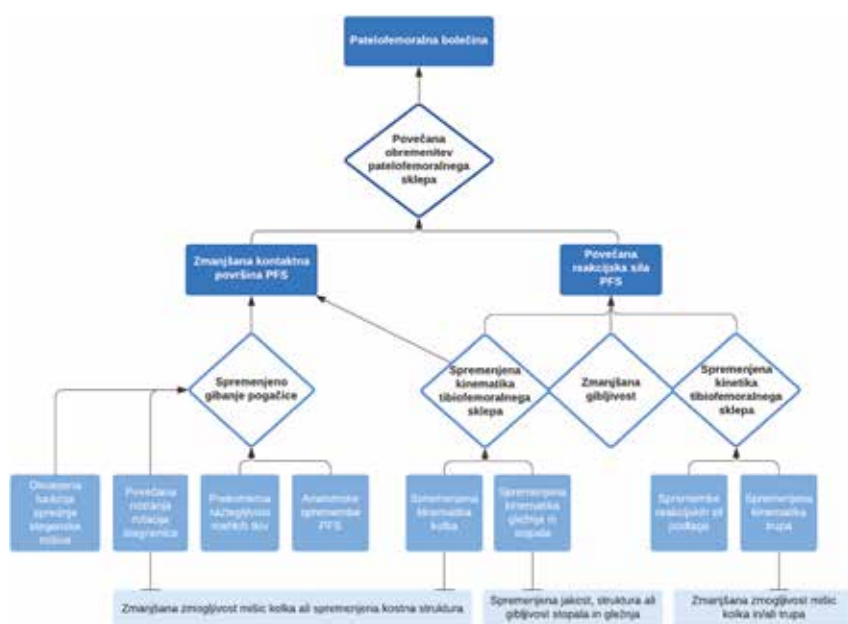 Patelofemoralna bolečina
Povečana
obremenitev
patelofemoralnega
sklepa
Zmanjšana kontaktna
površina PFS
Povečana
reakcijska sila
PFS
Spremenjeno
gibanje pogačice
Spremenjena
kinematika
tibiofemoralnega
sklepa
Zmanjšana
gibljivost
Spremenjena
kinetika
tibiofemoralnega
sklepa
funkcija
sprednje
stegenske
mišice
Povečana
notranja
rotacija
stegnenice
Prekomerna
raztegljivost
mehkih tkiv
Anatomske
spremembe
PFS
Spremenjena
kinematika
kolka
Spremenjena
kinematika
gležnja in
stopala
Spremembe
reakcijskih sil
podlage
Spremenjena
kinematika
trupa
Zmanjšana zmogljivost mišic kolka ali spremenjena kostna struktura
Spremenjena jakost, struktura ali
gibljivost stopala in gležnja
Zmanjšana zmogljivost mišic
kolka in/ali trupa